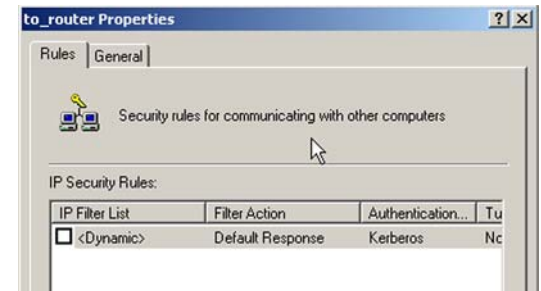 to_router Properties
Rules General
Security rules for communicating with other computers
IP Security Rules:
IP Filter List Filter Action Authentication... Tu
<Dynamic> Default Response Kerberos Nc